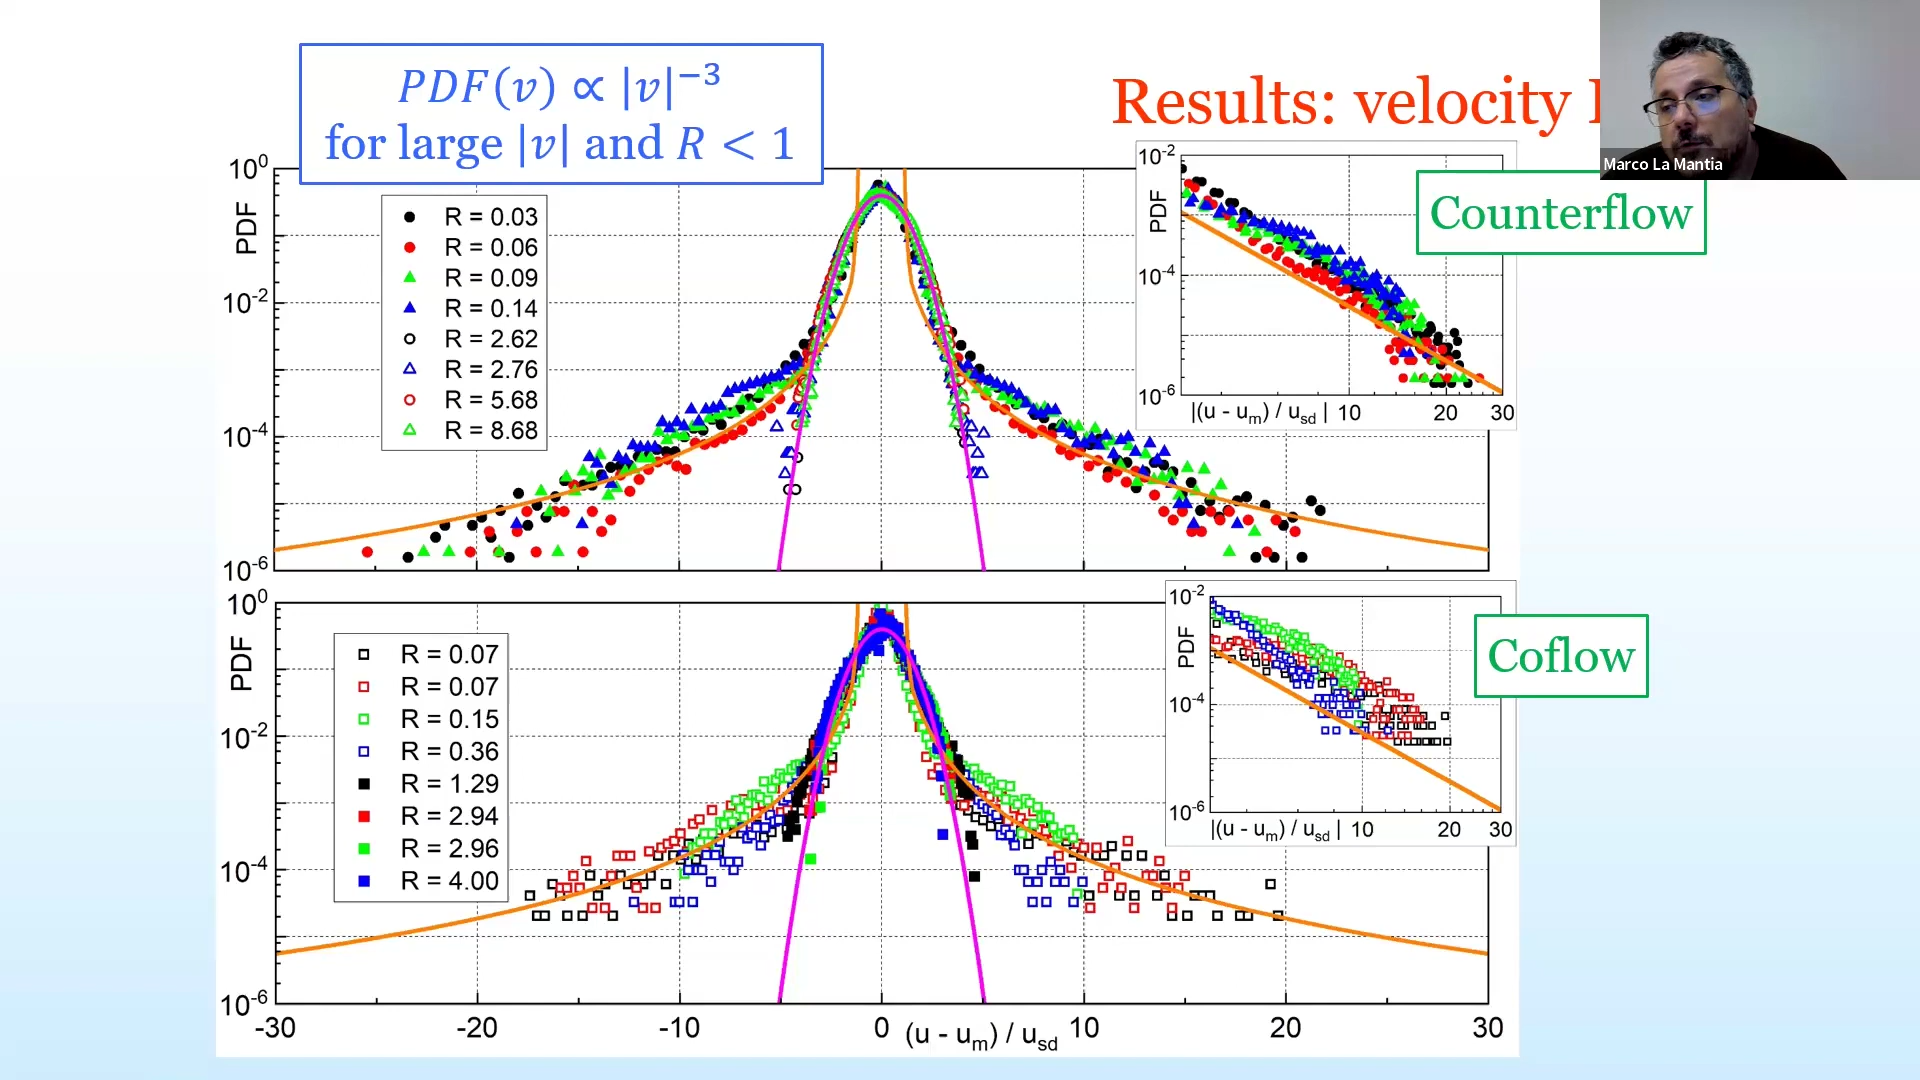 PDF(v) ∝ |v|⁻³
for large |v| and R < 1
Results: velocity
Marco La Mantia
Counterflow
10⁰
10⁻²
10⁻⁴
10⁻⁶
PDF
R = 0.03
R = 0.06
R = 0.09
R = 0.14
R = 2.62
R = 2.76
R = 5.68
R = 8.68
10⁻²
10⁻⁴
10⁻⁶
PDF
|(u - uₘ) / u_sd | 10 20 30
Coflow
10⁰
10⁻²
10⁻⁴
10⁻⁶
PDF
R = 0.07
R = 0.07
R = 0.15
R = 0.36
R = 1.29
R = 2.94
R = 2.96
R = 4.00
10⁻²
10⁻⁴
10⁻⁶
PDF
|(u - uₘ) / u_sd | 10 20 30
-30 -20 -10 0 (u - uₘ) / u_sd 10 20 30